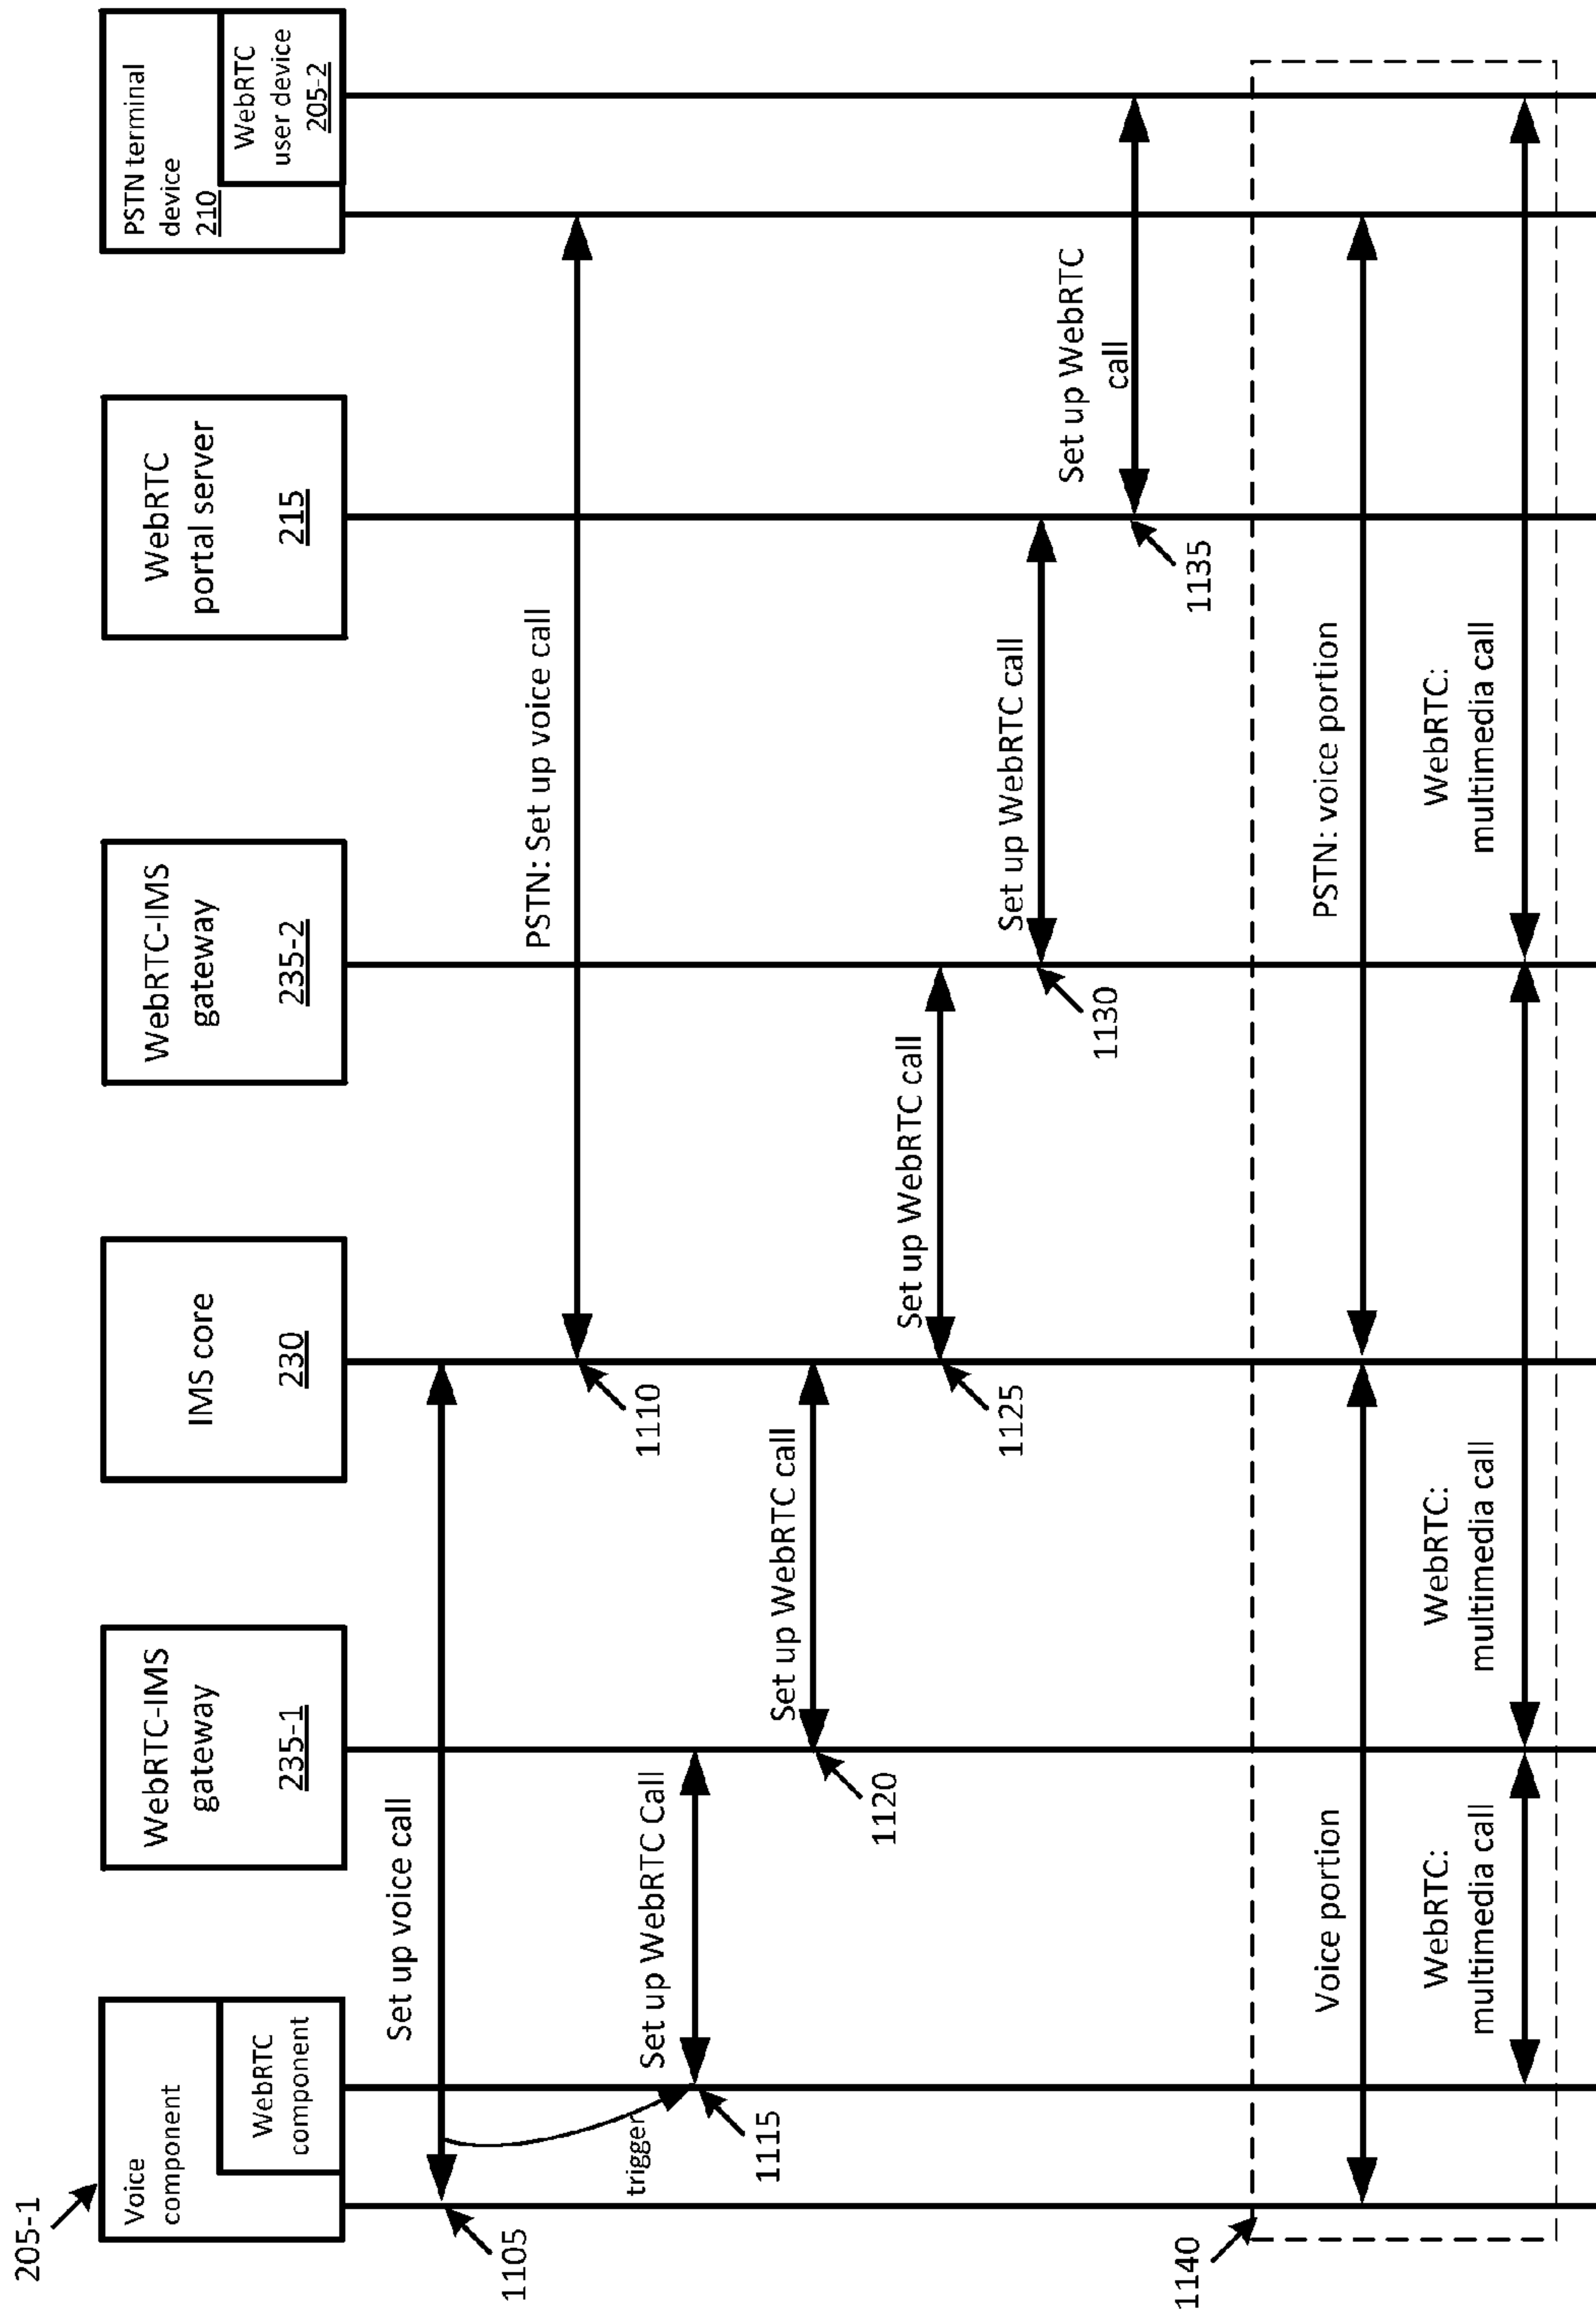 205-1
Voice
component
WebRTC
component
WebRTC-IMS
gateway
235-1
IMS core
230
WebRTC-IMS
gateway
235-2
WebRTC
portal server
215
PSTN terminal
device
210
WebRTC
user device
205-2
Set up voice call
1105
PSTN: Set up voice call
1110
trigger
Set up WebRTC Call
1115
Set up WebRTC call
1120
Set up WebRTC call
1125
Set up WebRTC call
1130
Set up WebRTC
call
1135
1140
Voice portion
PSTN: voice portion
WebRTC:
multimedia call
WebRTC:
multimedia call
WebRTC:
multimedia call